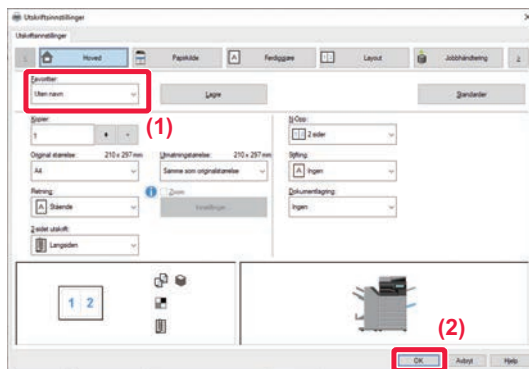 Utskriftsinnstillinger
Utskriftsinnstillinger
Hoved
Papirkilde
Ferdiggjøre
Layout
Jobbhåndtering
Favoritter:
Uten navn
Lagre
Standarder
(1)
Kopier:
1
Original størrelse: 210 x 297 mm
A4
Utmatningstørrelse: 210 x 297 mm
Samme som originalstørrelse
Retning:
Stående
Zoom
Innstillinger...
2-sidet utskrift:
Langsiden
N-Opp:
2 sider
Stifting:
Ingen
Dokumentlagring:
Ingen
1 2
(2)
OK
Avbryt
Hjelp